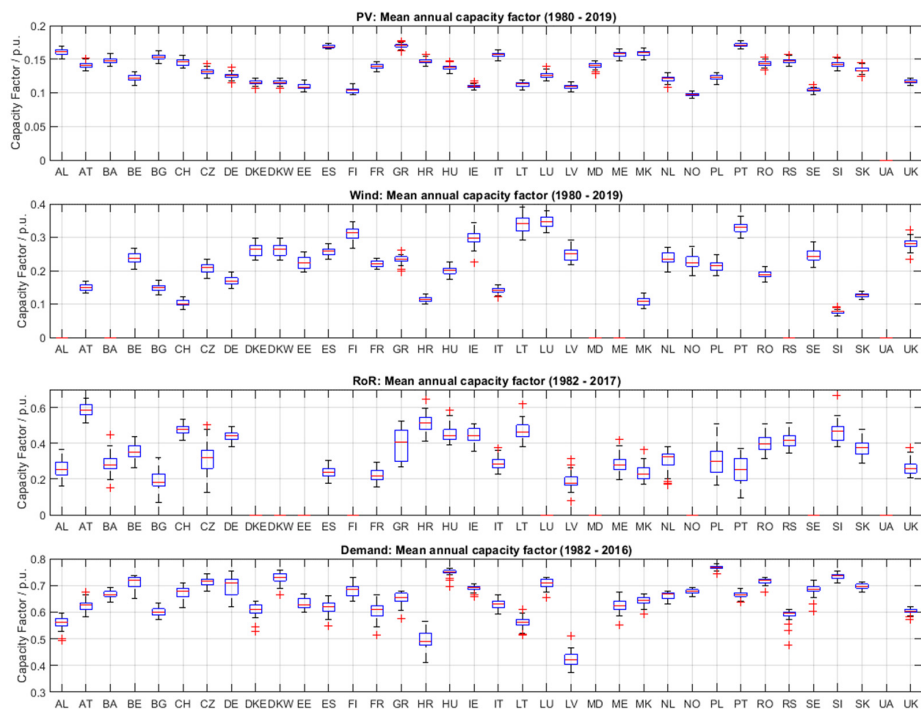 PV: Mean annual capacity factor (1980 - 2019)
Capacity Factor / p.u.
0.2
0.15
0.1
0.05
0
AL AT BA BE BG CH CZ DE DKE DKW EE ES FI FR GR HR HU IE IT LT LU LV MD ME MK NL NO PL PT RO RS SE SI SK UA UK
Wind: Mean annual capacity factor (1980 - 2019)
Capacity Factor / p.u.
0.4
0.3
0.2
0.1
0
AL AT BA BE BG CH CZ DE DKE DKW EE ES FI FR GR HR HU IE IT LT LU LV MD ME MK NL NO PL PT RO RS SE SI SK UA UK
RoR: Mean annual capacity factor (1982 - 2017)
Capacity Factor / p.u.
0.6
0.4
0.2
0
AL AT BA BE BG CH CZ DE DKE DKW EE ES FI FR GR HR HU IE IT LT LU LV MD ME MK NL NO PL PT RO RS SE SI SK UA UK
Demand: Mean annual capacity factor (1982 - 2016)
Capacity Factor / p.u.
0.8
0.7
0.6
0.5
0.4
0.3
AL AT BA BE BG CH CZ DE DKE DKW EE ES FI FR GR HR HU IE IT LT LU LV MD ME MK NL NO PL PT RO RS SE SI SK UA UK